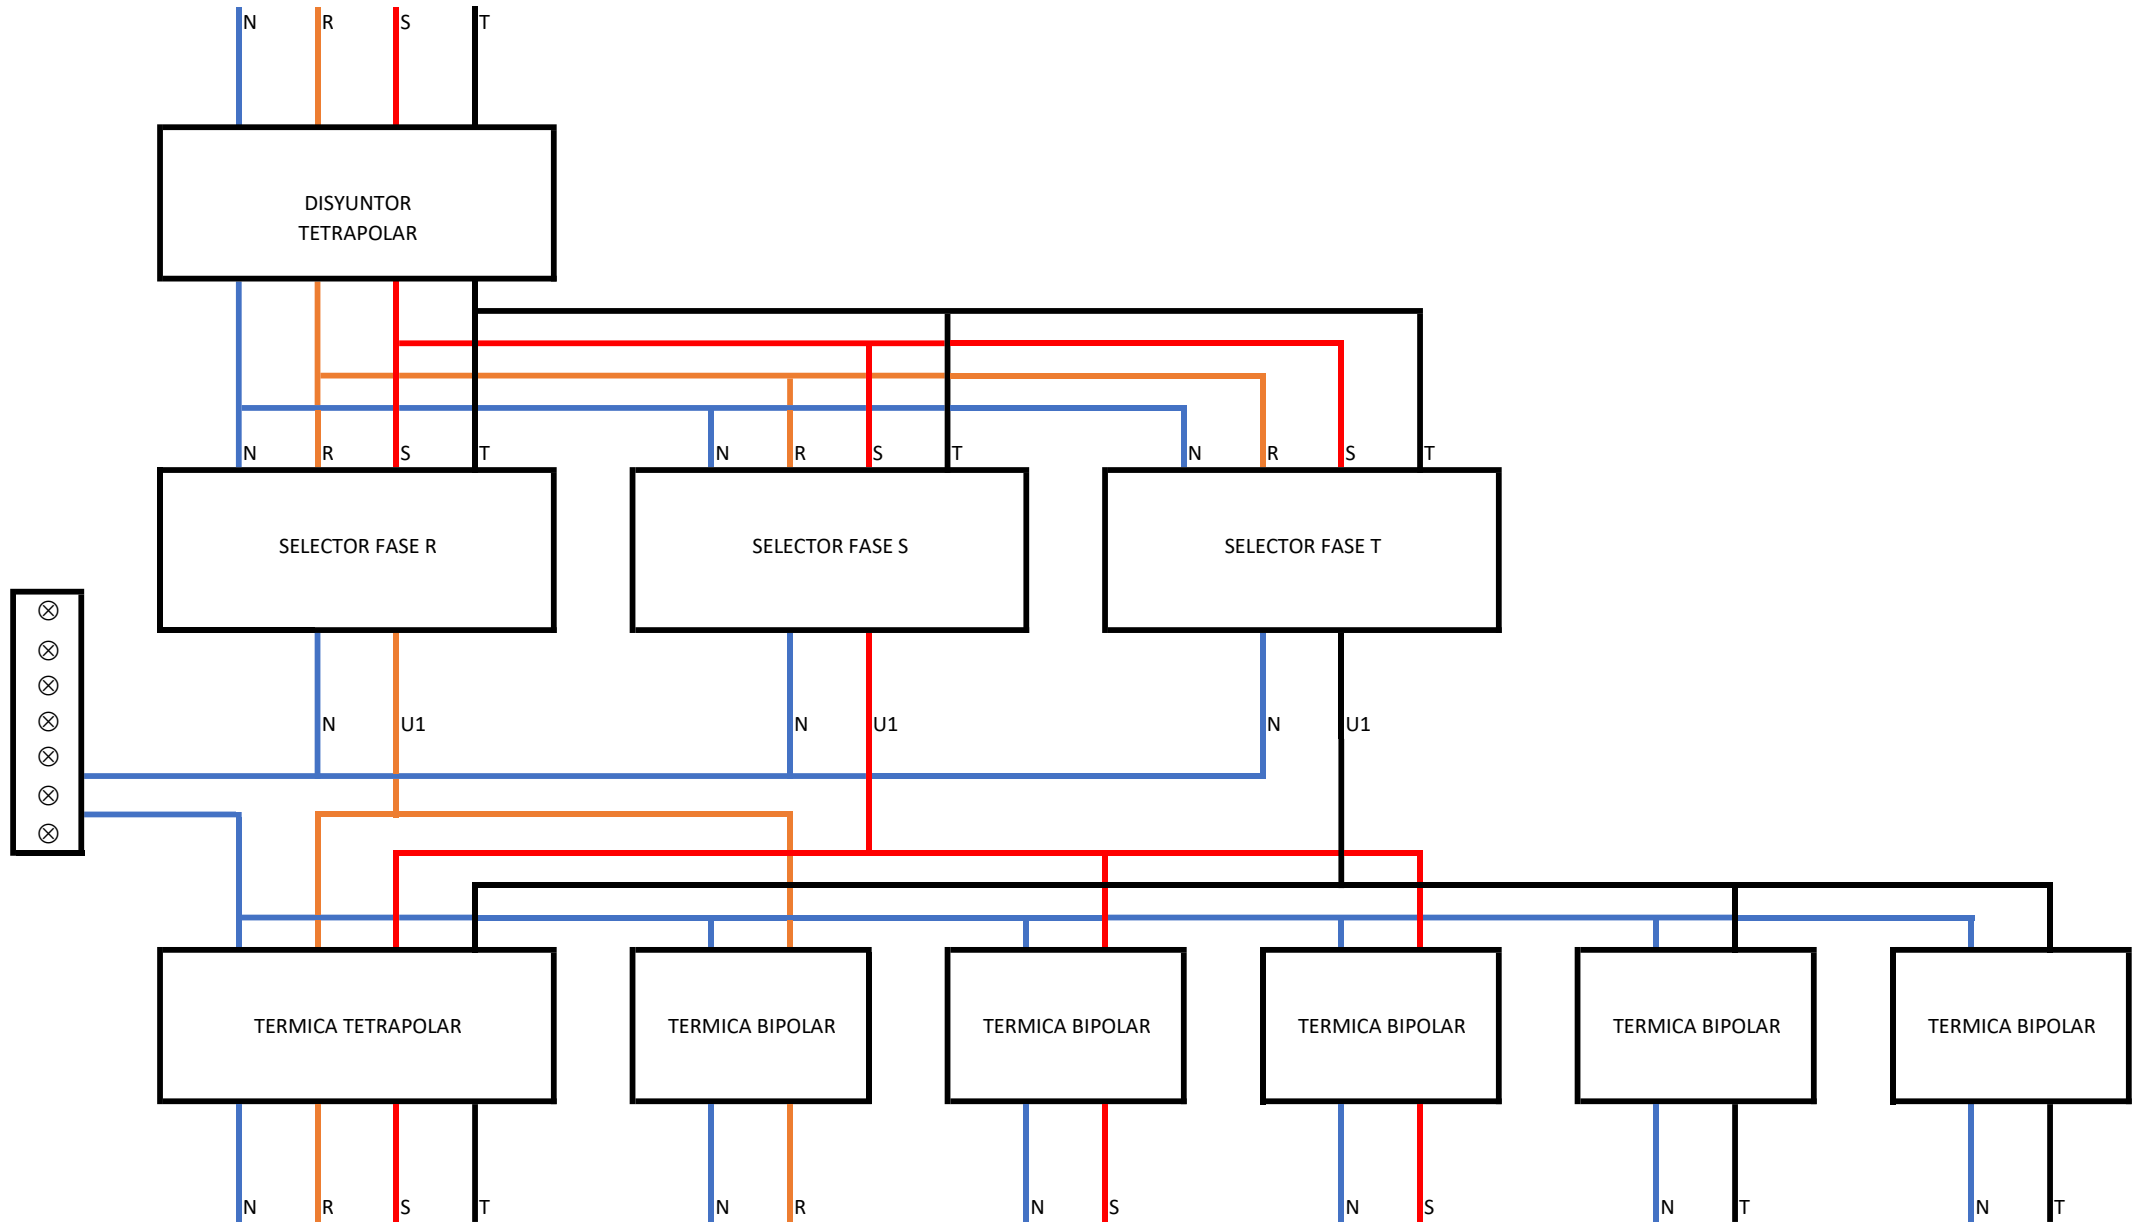 N R S T
DISYUNTOR
TETRAPOLAR
N R S T N R S T N R S T
SELECTOR FASE R SELECTOR FASE S SELECTOR FASE T
N U1 N U1 N U1
TERMICA TETRAPOLAR TERMICA BIPOLAR TERMICA BIPOLAR TERMICA BIPOLAR TERMICA BIPOLAR TERMICA BIPOLAR
N R S T N R N S N S N T N T